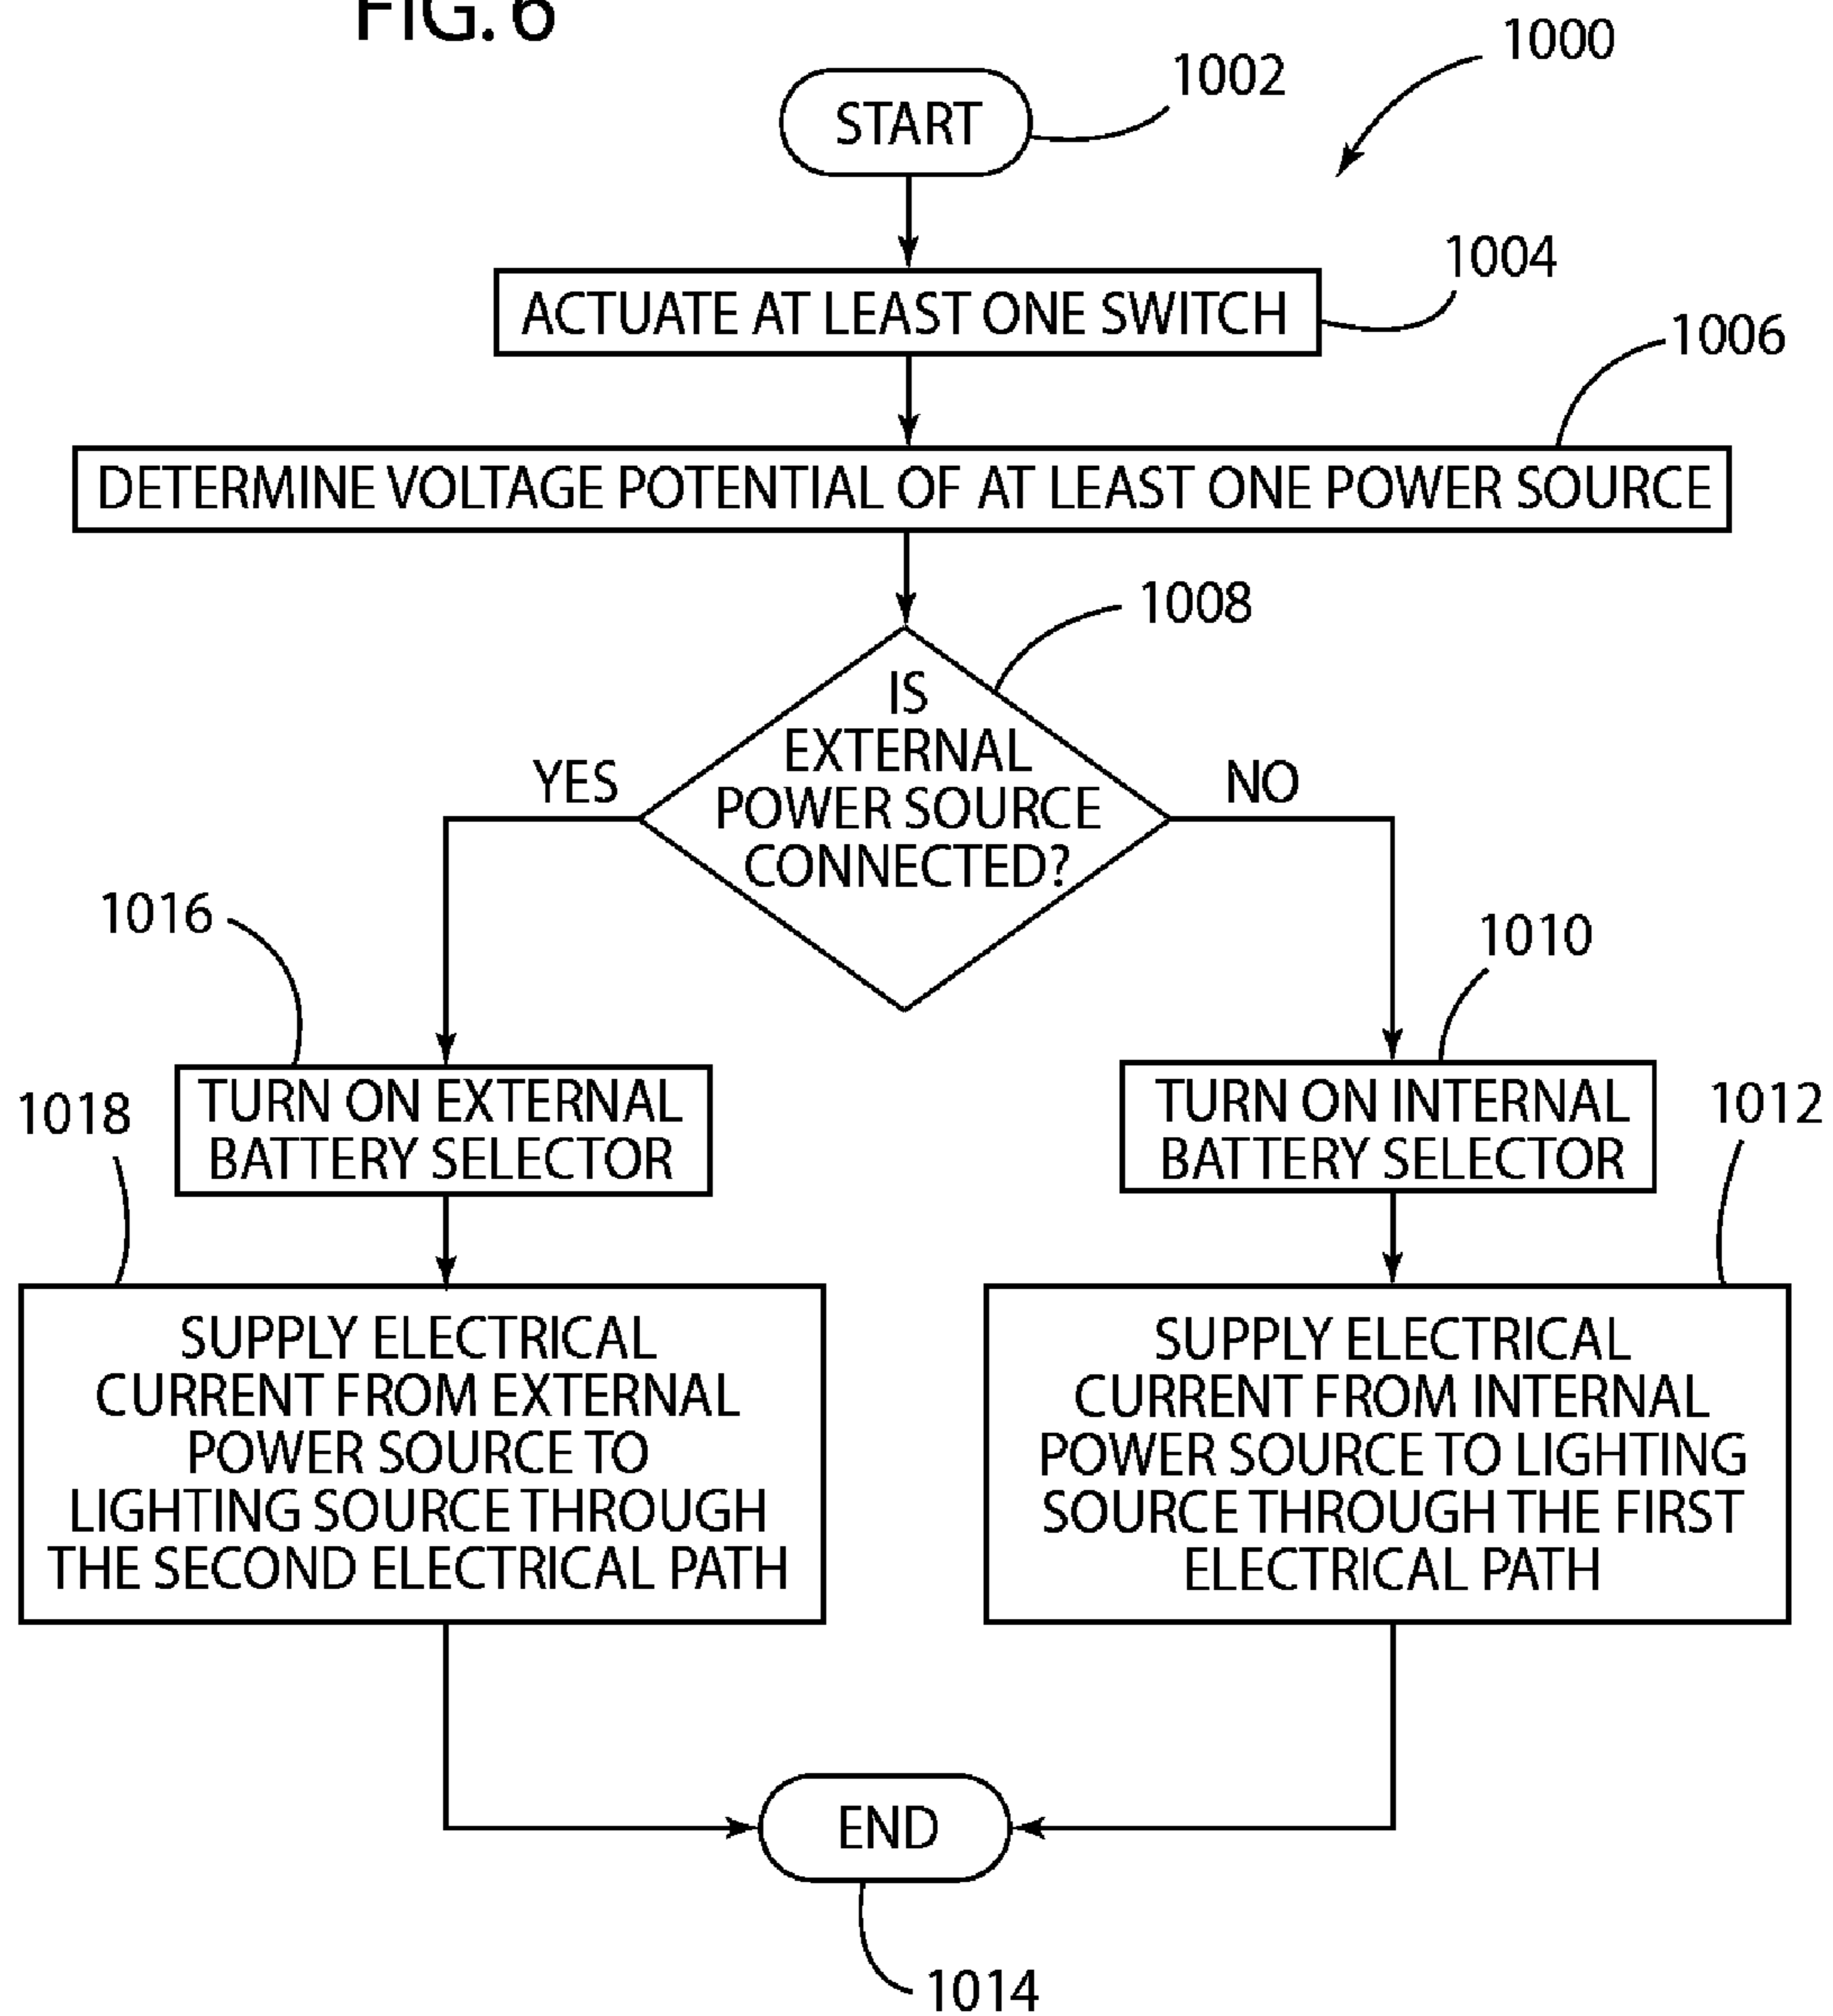 FIG. 6
1000
1002
START
1004
ACTUATE AT LEAST ONE SWITCH
1006
DETERMINE VOLTAGE POTENTIAL OF AT LEAST ONE POWER SOURCE
1008
IS
EXTERNAL
POWER SOURCE
CONNECTED?
YES
NO
1016
TURN ON EXTERNAL
BATTERY SELECTOR
1010
TURN ON INTERNAL
BATTERY SELECTOR
1018
SUPPLY ELECTRICAL
CURRENT FROM EXTERNAL
POWER SOURCE TO
LIGHTING SOURCE THROUGH
THE SECOND ELECTRICAL PATH
1012
SUPPLY ELECTRICAL
CURRENT FROM INTERNAL
POWER SOURCE TO LIGHTING
SOURCE THROUGH THE FIRST
ELECTRICAL PATH
END
1014